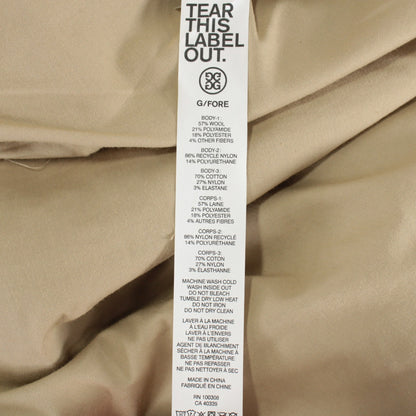 TEAR
THIS
LABEL
OUT.
G/FORE
BODY-1:
57% WOOL
21% POLYAMIDE
18% POLYESTER
4% OTHER FIBERS
BODY-2:
86% RECYCLE NYLON
14% POLYURETHANE
BODY-3:
70% COTTON
27% NYLON
3% ELASTANE
CORPS-1:
57% LAINE
21% POLYAMIDE
18% POLYESTER
4% AUTRES FIBRES
CORPS-2:
86% NYLON RECYCLÉ
14% POLYURETHANE
CORPS-3:
70% COTON
27% NYLON
3% ÉLASTHANNE
MACHINE WASH COLD
WASH INSIDE OUT
DO NOT BLEACH
TUMBLE DRY LOW HEAT
DO NOT IRON
DO NOT DRY CLEAN
LAVER À LA MACHINE
À L'EAU FROIDE
LAVER À L'ENVERS
NE PAS UTILISER
AGENT DE BLANCHIMENT
SÉCHER À LA MACHINE À
BASSE TEMPÉRATURE
NE PAS REPASSER
NE PAS NETTOYER À SEC
MADE IN CHINA
FABRIQUÉ EN CHINE
RN 100308
CA 40335